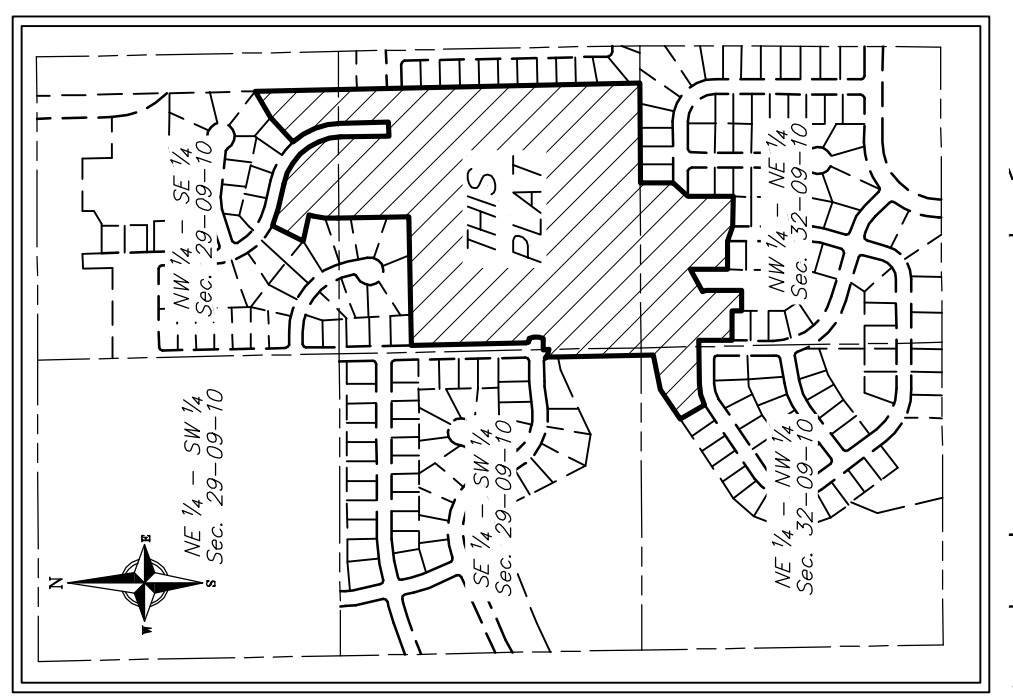 NW ¼ - SE ¼
Sec. 29-09-10
THIS
PLAT
NW ¼ - NE ¼
Sec. 32-09-10
NE ¼ - SW ¼
Sec. 29-09-10
SE ¼ - SW ¼
Sec. 29-09-10
NE ¼ - NW ¼
Sec. 32-09-10
N
E
S
W